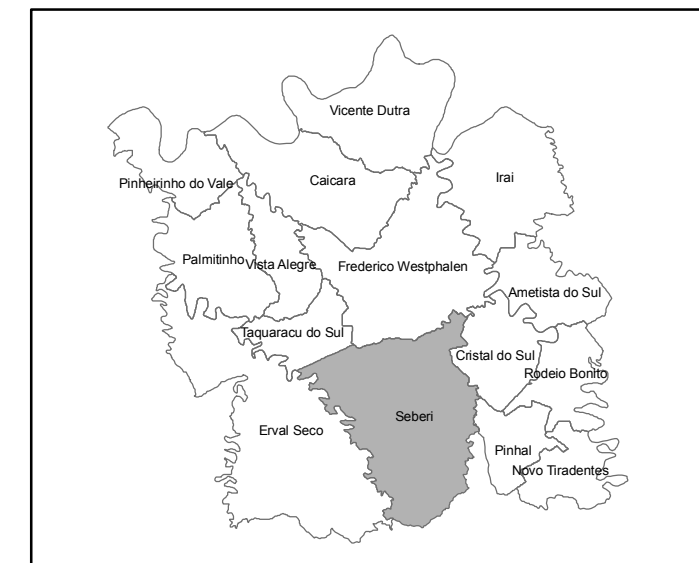 Vicente Dutra
Pinheirinho do Vale
Caicara
Irai
Palmitinho
Vista Alegre
Frederico Westphalen
Ametista do Sul
Taquaracu do Sul
Cristal do Sul
Rodeio Bonito
Erval Seco
Seberi
Pinhal
Novo Tiradentes